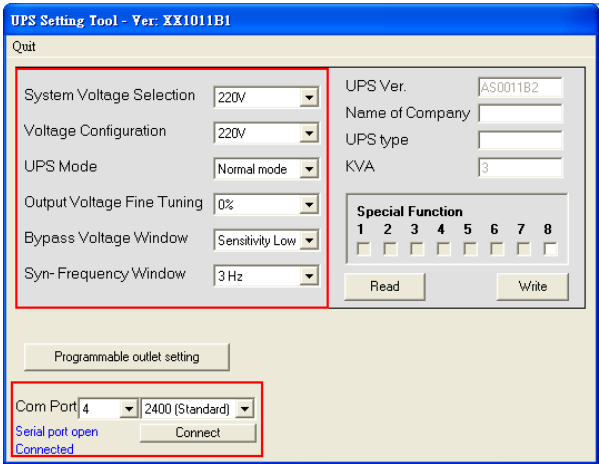 UPS Setting Tool - Ver: XX1011B1
Quit
System Voltage Selection 220V
Voltage Configuration 220V
UPS Mode Normal mode
Output Voltage Fine Tuning 0%
Bypass Voltage Window Sensitivity Low
Syn-Frequency Window 3 Hz
UPS Ver. AS0011B2
Name of Company
UPS type
KVA 3
Special Function
1 2 3 4 5 6 7 8
Read Write
Programmable outlet setting
Com Port 4 2400 (Standard)
Serial port open Connect
Connected